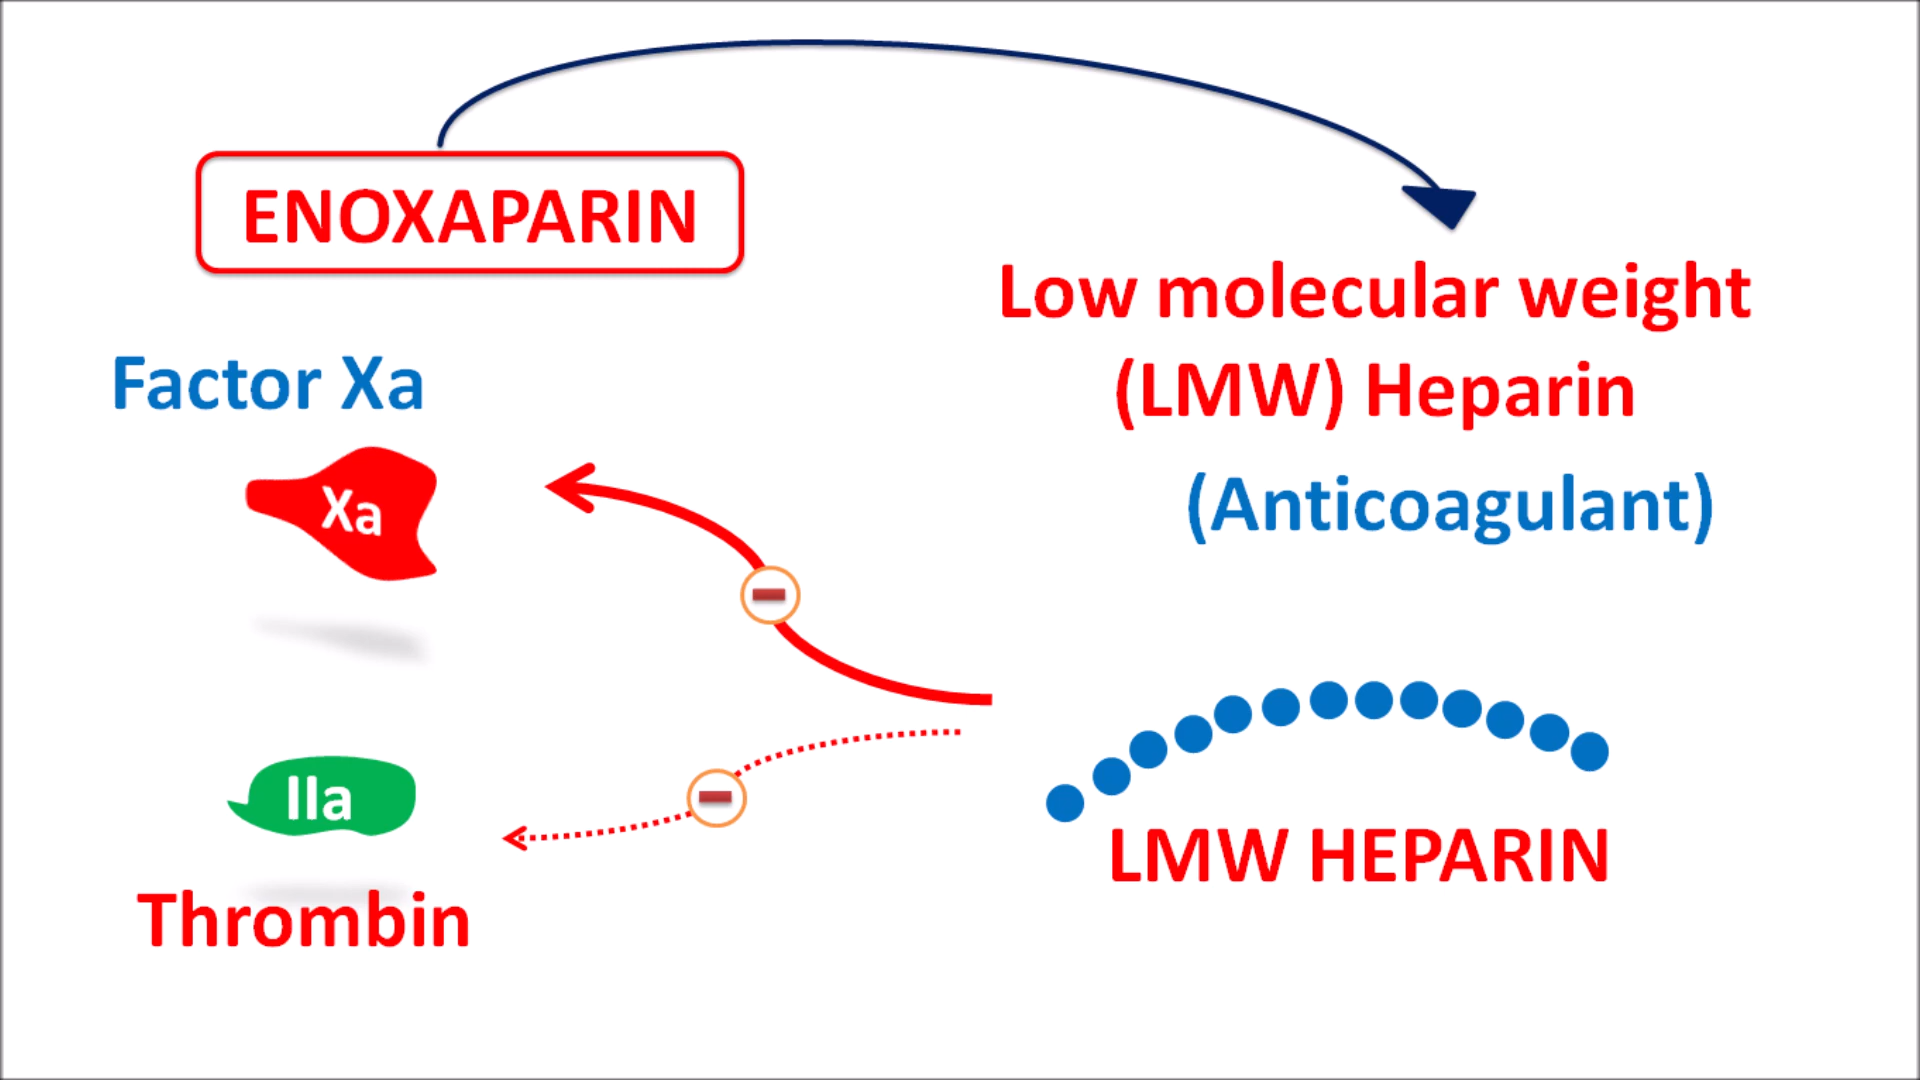 ENOXAPARIN
Low molecular weight
(LMW) Heparin
(Anticoagulant)
Factor Xa
Xa
IIa
Thrombin
LMW HEPARIN